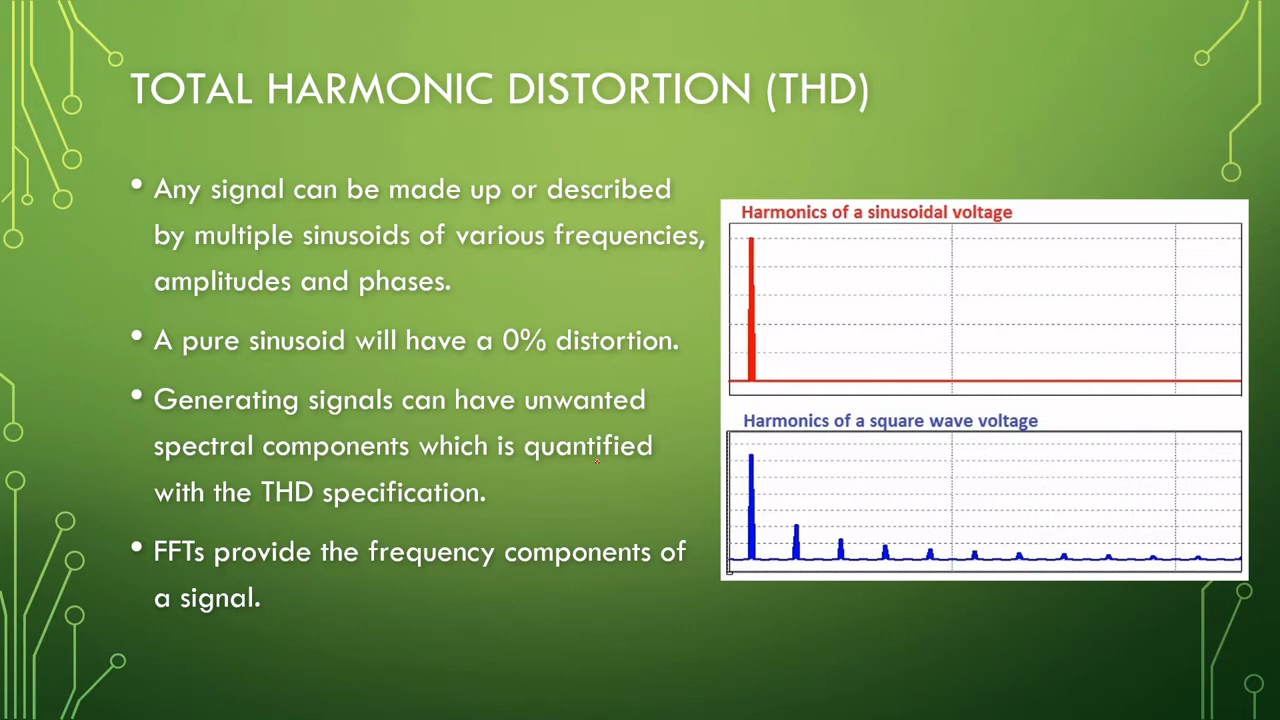 TOTAL HARMONIC DISTORTION (THD)
• Any signal can be made up or described
by multiple sinusoids of various frequencies,
amplitudes and phases.
• A pure sinusoid will have a 0% distortion.
• Generating signals can have unwanted
spectral components which is quantified
with the THD specification.
• FFTs provide the frequency components of
a signal.
Harmonics of a sinusoidal voltage
Harmonics of a square wave voltage